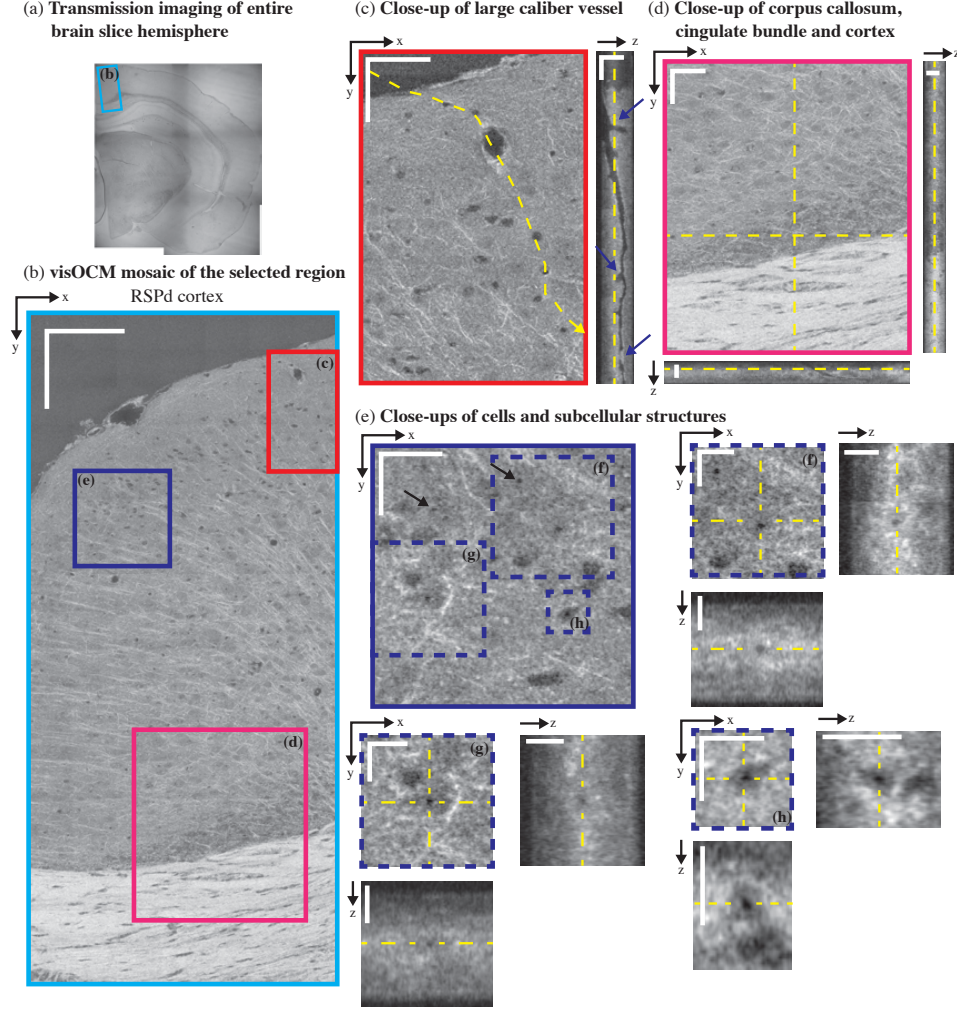 (a) Transmission imaging of entire
brain slice hemisphere
(b)
(b) visOCM mosaic of the selected region
RSPd cortex
x
y
(c)
(e)
(d)
(c) Close-up of large caliber vessel
x
z
y
(d) Close-up of corpus callosum,
cingulate bundle and cortex
x
z
y
z
(e) Close-ups of cells and subcellular structures
x
y
(f)
(g)
(h)
x
z
y
(f)
z
x
z
y
(g)
z
x
z
y
(h)
z